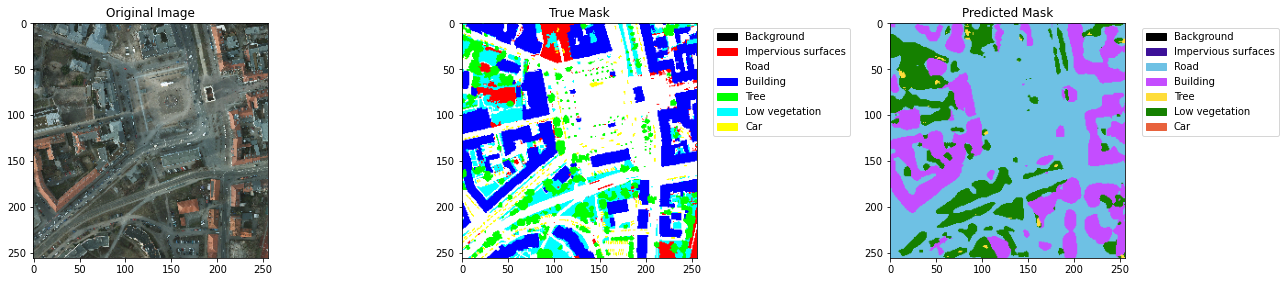 Original Image
True Mask
Predicted Mask
0
50
100
150
200
250
0 50 100 150 200 250
0
50
100
150
200
250
0 50 100 150 200 250
Background
Impervious surfaces
Road
Building
Tree
Low vegetation
Car
0
50
100
150
200
250
0 50 100 150 200 250
Background
Impervious surfaces
Road
Building
Tree
Low vegetation
Car